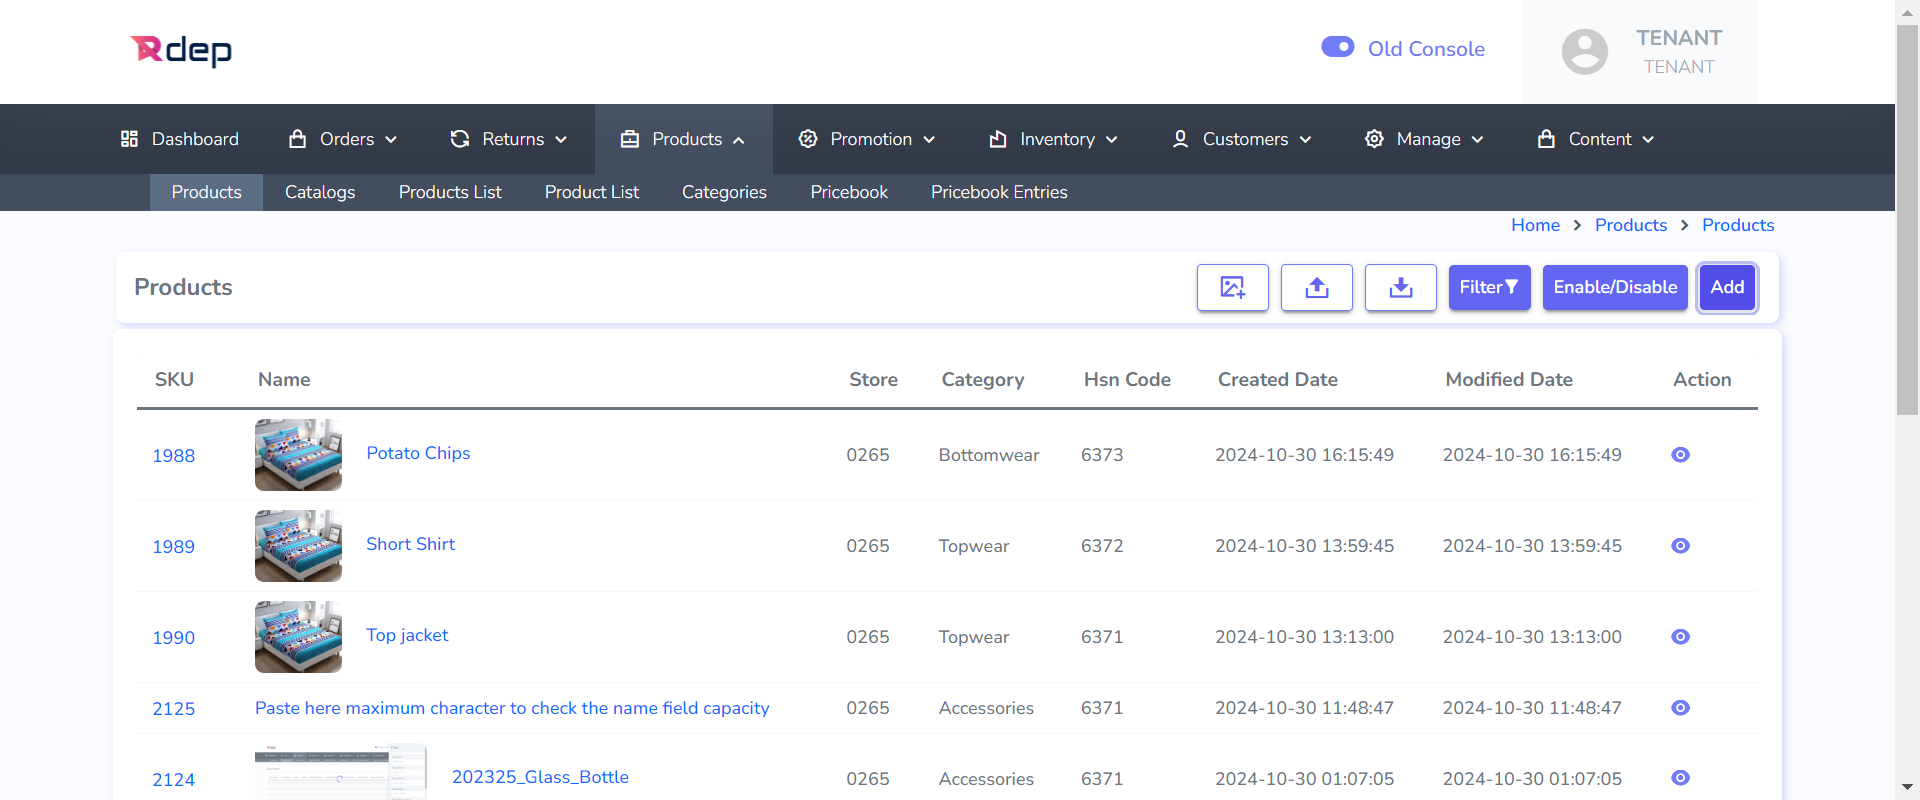 Rdep
Old Console
TENANT
TENANT
Dashboard Orders Returns Products Promotion Inventory Customers Manage Content
Products Catalogs Products List Product List Categories Pricebook Pricebook Entries
Home > Products > Products
Products Filter Enable/Disable Add
SKU Name Store Category Hsn Code Created Date Modified Date Action
1988 Potato Chips 0265 Bottomwear 6373 2024-10-30 16:15:49 2024-10-30 16:15:49
1989 Short Shirt 0265 Topwear 6372 2024-10-30 13:59:45 2024-10-30 13:59:45
1990 Top jacket 0265 Topwear 6371 2024-10-30 13:13:00 2024-10-30 13:13:00
2125 Paste here maximum character to check the name field capacity 0265 Accessories 6371 2024-10-30 11:48:47 2024-10-30 11:48:47
2124 202325_Glass_Bottle 0265 Accessories 6371 2024-10-30 01:07:05 2024-10-30 01:07:05